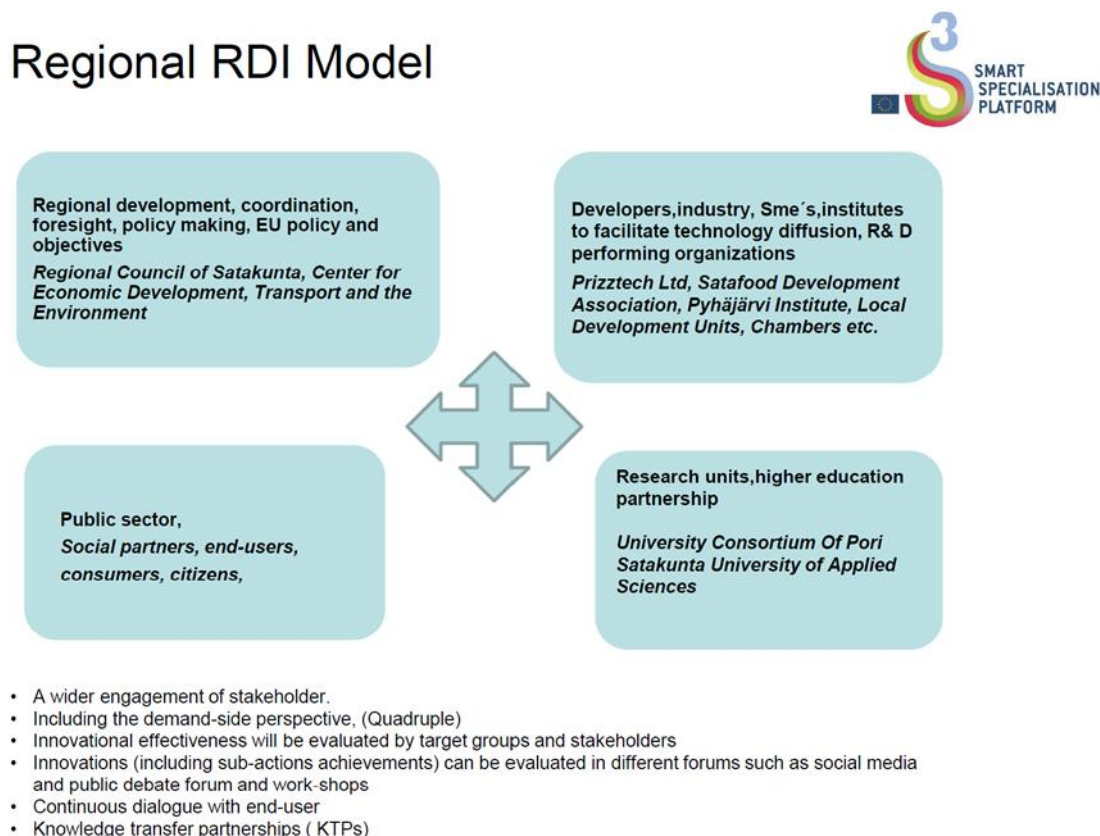 Regional RDI Model
S3
SMART
SPECIALISATION
PLATFORM
Regional development, coordination,
foresight, policy making, EU policy and
objectives
Regional Council of Satakunta, Center for
Economic Development, Transport and the
Environment
Developers,industry, Sme´s,institutes
to facilitate technology diffusion, R& D
performing organizations
Prizztech Ltd, Satafood Development
Association, Pyhäjärvi Institute, Local
Development Units, Chambers etc.
Public sector,
Social partners, end-users,
consumers, citizens,
Research units,higher education
partnership
University Consortium Of Pori
Satakunta University of Applied
Sciences
• A wider engagement of stakeholder.
• Including the demand-side perspective, (Quadruple)
• Innovational effectiveness will be evaluated by target groups and stakeholders
• Innovations (including sub-actions achievements) can be evaluated in different forums such as social media
and public debate forum and work-shops
• Continuous dialogue with end-user
• Knowledge transfer partnerships ( KTPs)